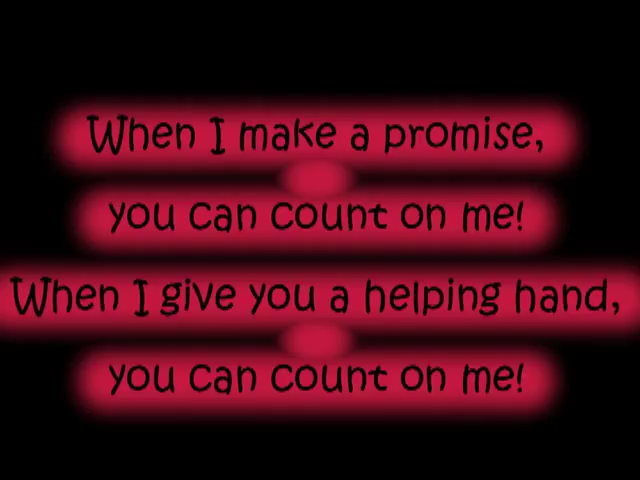 When I make a promise,
you can count on me!
When I give you a helping hand,
you can count on me!